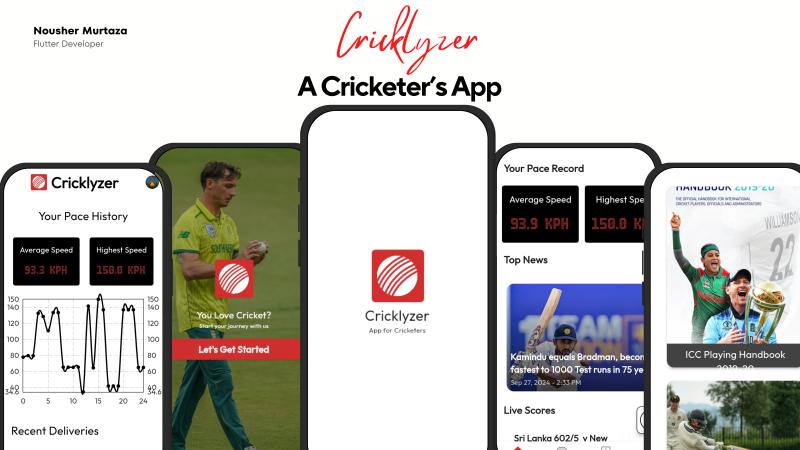 Nousher Murtaza
Flutter Developer
Cricklyzer
A Cricketer's App
Cricklyzer
Your Pace History
Average Speed
93.3 KPH
Highest Speed
150.0 KPH
150
140
120
100
80
60
40
34.6
150
140
120
100
80
60
40
34.6
0
5
10
15
20
24
Recent Deliveries
SOUTH AFRICA
You Love Cricket?
Start your journey with us
Let's Get Started
Cricklyzer
App for Cricketers
Your Pace Record
Average Speed
93.9 KPH
Highest Speed
150.0 KPH
Top News
TEAM
Kamindu equals Bradman, becom
fastest to 1000 Test runs in 75 ye
Sep 27, 2024 - 2:33 PM
Live Scores
Sri Lanka 602/5 v New
HANDBOOK 2019-20
THE OFFICIAL HANDBOOK FOR INTERNATIONAL
CRICKET PLAYERS, OFFICIALS AND ADMINISTRATORS
WILLIAMSON
22
ICC Playing Handbook
2019-20